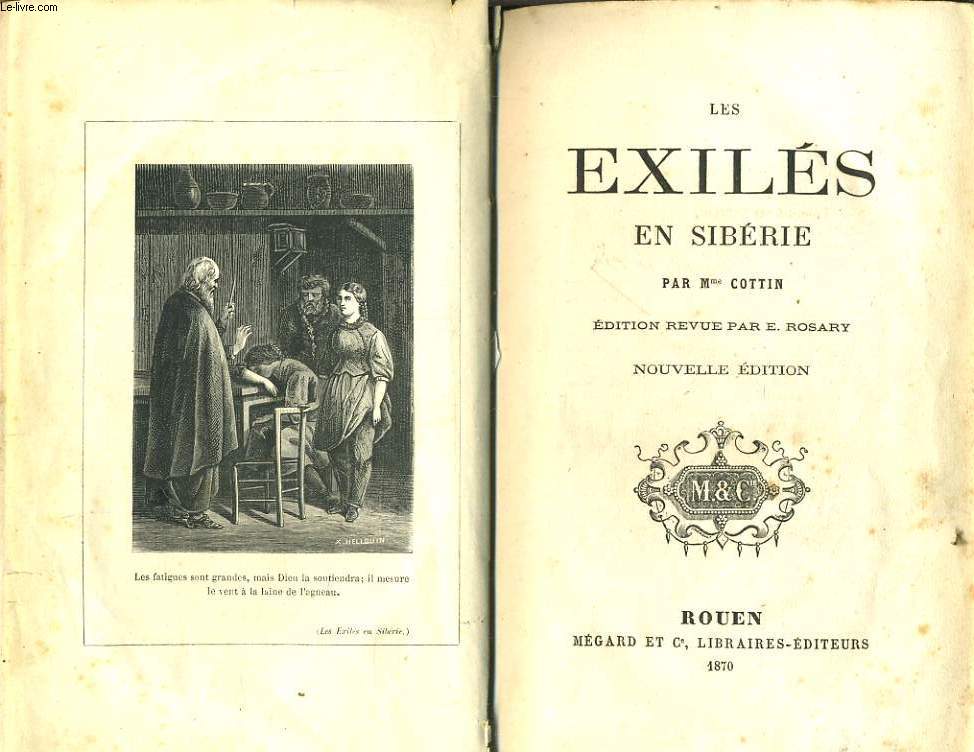 Le-livre.com
X.HELLOUIN
Les fatigues sont grandes, mais Dieu la soutiendra; il mesure
le vent à la laine de l'agneau.
(Les Exilés en Sibérie.)
LES
EXILÉS
EN SIBÉRIE
PAR Mme COTTIN
ÉDITION REVUE PAR E. ROSARY
NOUVELLE ÉDITION
M & Cie
ROUEN
MÉGARD ET Ce, LIBRAIRES-ÉDITEURS
1870